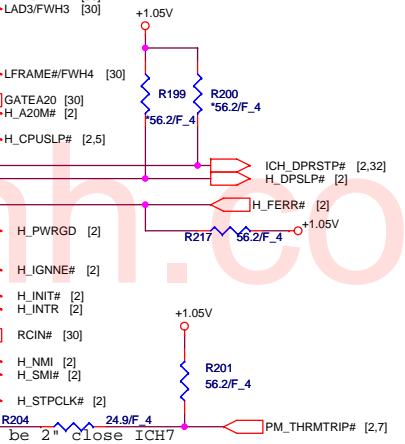 LAD3/FWH3 [30]
+1.05V
LFRAME#/FWH4 [30]
R199
R200
GATEA20 [30]
*56.2/F_4
H_A20M# [2]
*56.2/F_4
H_CPUSLP# [2,5]
ICH_DPRSTP# [2,32]
H_DPSLP# [2]
H_FERR# [2]
H_PWRGD [2]
R217 56.2/F_4
+1.05V
H_IGNNE# [2]
H_INIT# [2]
H_INTR [2]
+1.05V
RCIN# [30]
H_NMI [2]
R201
H_SMI# [2]
56.2/F_4
H_STPCLK# [2]
R204 24.9/F_4
PM_THRMTRIP# [2,7]
be 2" close ICH7
nh.co